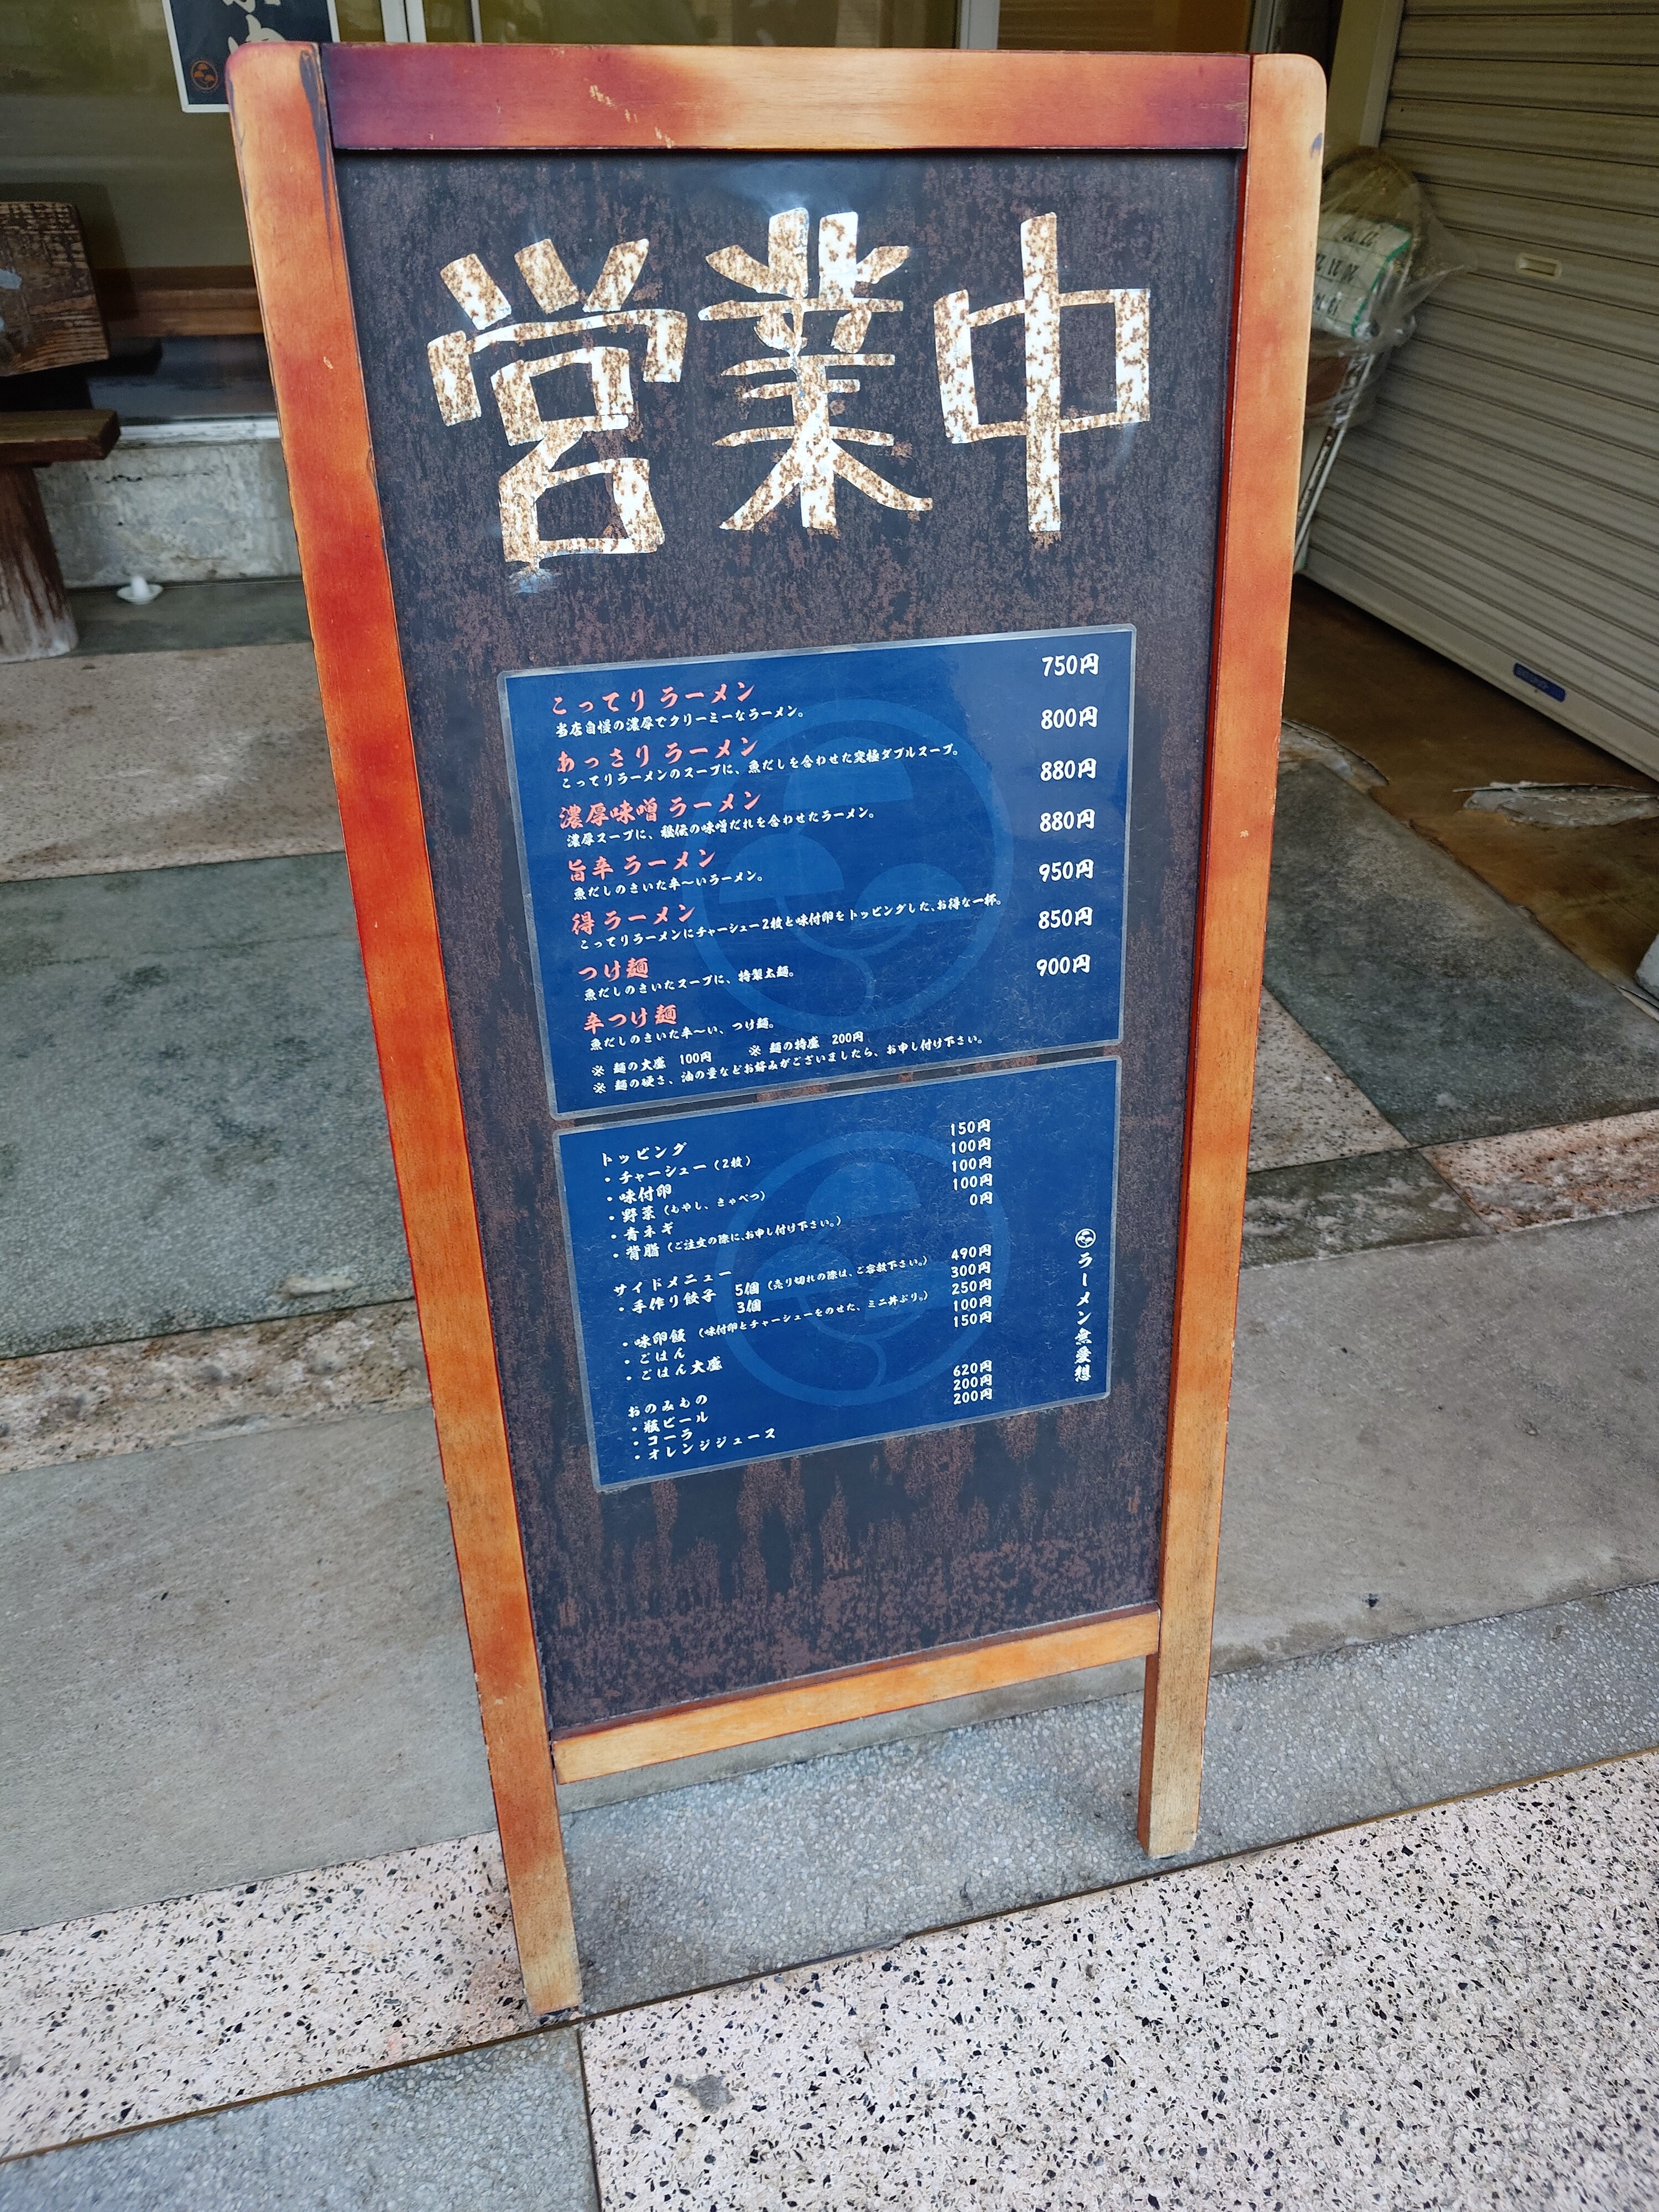 営業中
こってりラーメン 750円
当店自慢の濃厚でクリーミーなラーメン。
あっさりラーメン 800円
こってりラーメンのスープに、魚だしを合わせた究極ダブルスープ。
濃厚味噌ラーメン 880円
濃厚スープに、秘伝の味噌だれを合わせたラーメン。
旨辛ラーメン 880円
魚だしのきいた辛〜いラーメン。
得ラーメン 950円
こってりラーメンにチャーシュー2枚と味付卵をトッピングした、お得な一杯。
つけ麺 850円
魚だしのきいたスープに、特製太麺。
辛つけ麺 900円
魚だしのきいた辛〜い、つけ麺。
※ 麺の大盛 100円 ※ 麺の特盛 200円
※ 麺の硬さ、油の量などお好みがございましたら、お申し付け下さい。
トッピング
・チャーシュー(2枚) 150円
・味付卵 100円
・野菜(もやし、きゃべつ) 100円
・青ネギ 100円
・背脂(ご注文の際に、お申し付け下さい。) 0円
サイドメニュー
・手作り餃子 5個(売り切れの際は、ご容赦下さい。) 490円
3個 300円
・味卵飯(味付卵とチャーシューをのせた、ミニ丼ぶり。) 250円
・ごはん 100円
・ごはん大盛 150円
おのみもの
・瓶ビール 620円
・コーラ 200円
・オレンジジュース 200円
ラーメン無愛想